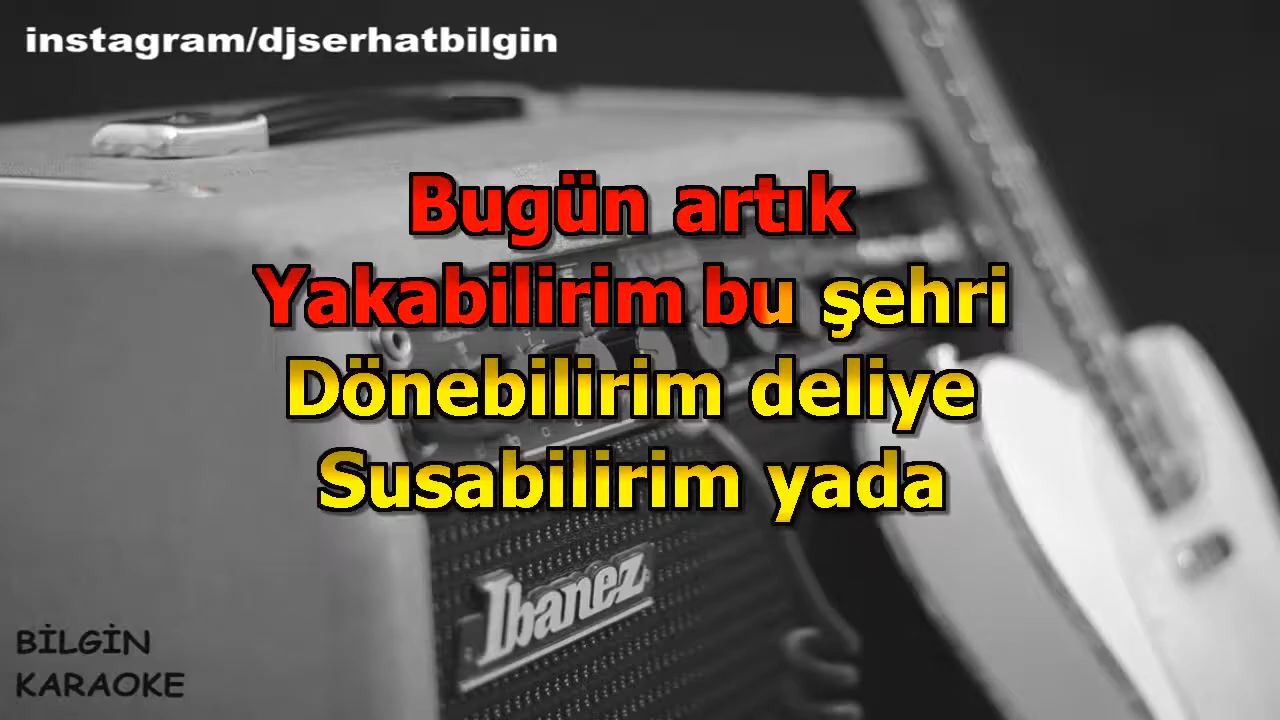 instagram/djserhatbilgin
Bugün artık
Yakabilirim bu şehri
Dönebilirim deliye
Susabilirim yada
Ibanez
BİLGİN
KARAOKE